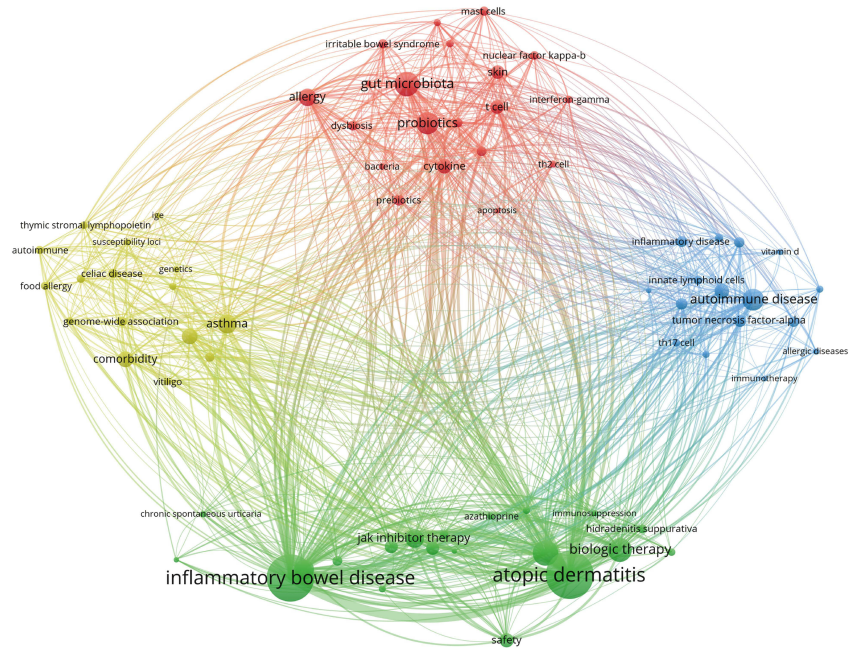 mast cells
irritable bowel syndrome
nuclear factor kappa-b
skin
gut microbiota
allergy
interferon-gamma
t cell
dysbiosis
probiotics
th2 cell
bacteria
cytokine
prebiotics
apoptosis
ige
thymic stromal lymphopoietin
susceptibility loci
autoimmune
genetics
celiac disease
food allergy
genome-wide association
asthma
comorbidity
vitiligo
inflammatory disease
vitamin d
innate lymphoid cells
autoimmune disease
tumor necrosis factor-alpha
th17 cell
allergic diseases
immunotherapy
chronic spontaneous urticaria
azathioprine
immunosuppression
hidradenitis suppurativa
jak inhibitor therapy
biologic therapy
inflammatory bowel disease
atopic dermatitis
safety